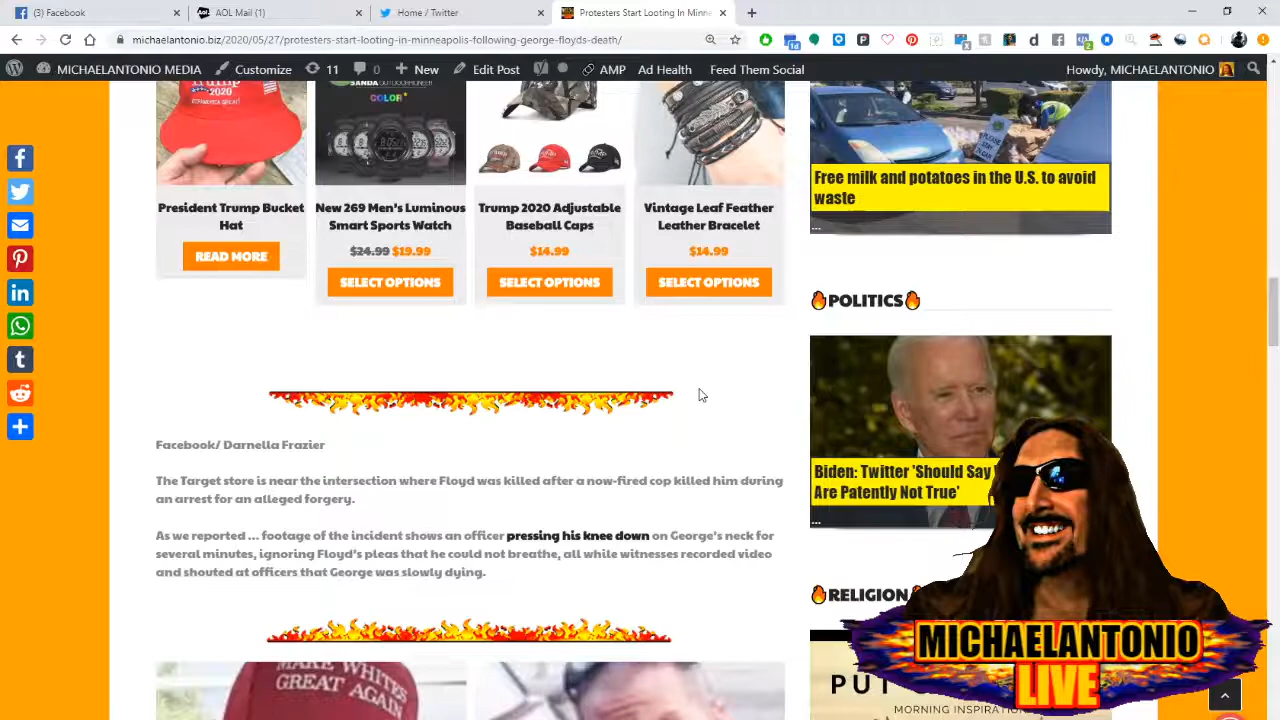 (3) Facebook
AOL Mail (1)
Home / Twitter
Protesters Start Looting In Minne
michaelantonio.biz/2020/05/27/protesters-start-looting-in-minneapolis-following-george-floyds-death/
MICHAELANTONIO MEDIA Customize 11 0 New Edit Post AMP Ad Health Feed Them Social Howdy, MICHAELANTONIO
2020
COLOR
President Trump Bucket
Hat
READ MORE
New 269 Men's Luminous
Smart Sports Watch
$24.99 $19.99
SELECT OPTIONS
Trump 2020 Adjustable
Baseball Caps
$14.99
SELECT OPTIONS
Vintage Leaf Feather
Leather Bracelet
$14.99
SELECT OPTIONS
Free milk and potatoes in the U.S. to avoid
waste
...
POLITICS
Biden: Twitter 'Should Say
Are Patently Not True'
...
Facebook/ Darnella Frazier
The Target store is near the intersection where Floyd was killed after a now-fired cop killed him during
an arrest for an alleged forgery.
As we reported ... footage of the incident shows an officer pressing his knee down on George's neck for
several minutes, ignoring Floyd's pleas that he could not breathe, all while witnesses recorded video
and shouted at officers that George was slowly dying.
RELIGION
MAKE WHITES
GREAT AGAIN
PUT
MORNING INSPIRATION
MICHAELANTONIO
LIVE